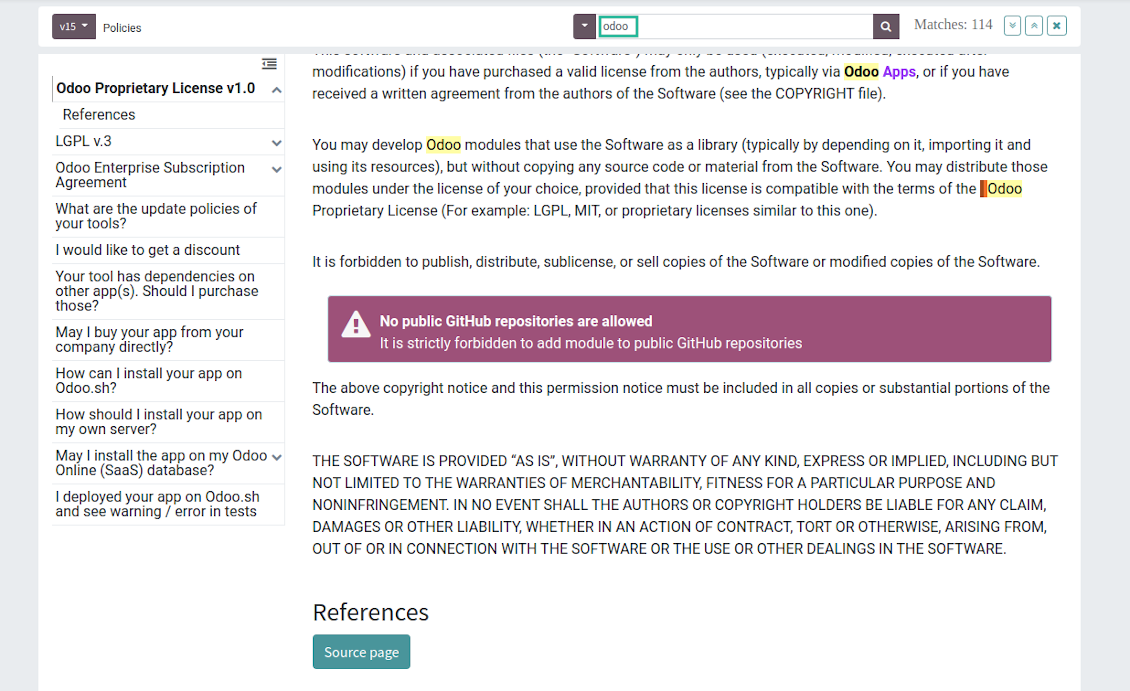 v15
Policies
odoo
Matches: 114
Odoo Proprietary License v1.0
References
LGPL v.3
Odoo Enterprise Subscription
Agreement
What are the update policies of
your tools?
I would like to get a discount
Your tool has dependencies on
other app(s). Should I purchase
those?
May I buy your app from your
company directly?
How can I install your app on
Odoo.sh?
How should I install your app on
my own server?
May I install the app on my Odoo
Online (SaaS) database?
I deployed your app on Odoo.sh
and see warning / error in tests
modifications) if you have purchased a valid license from the authors, typically via Odoo Apps, or if you have
received a written agreement from the authors of the Software (see the COPYRIGHT file).
You may develop Odoo modules that use the Software as a library (typically by depending on it, importing it and
using its resources), but without copying any source code or material from the Software. You may distribute those
modules under the license of your choice, provided that this license is compatible with the terms of the Odoo
Proprietary License (For example: LGPL, MIT, or proprietary licenses similar to this one).
It is forbidden to publish, distribute, sublicense, or sell copies of the Software or modified copies of the Software.
No public GitHub repositories are allowed
It is strictly forbidden to add module to public GitHub repositories
The above copyright notice and this permission notice must be included in all copies or substantial portions of the
Software.
THE SOFTWARE IS PROVIDED “AS IS”, WITHOUT WARRANTY OF ANY KIND, EXPRESS OR IMPLIED, INCLUDING BUT
NOT LIMITED TO THE WARRANTIES OF MERCHANTABILITY, FITNESS FOR A PARTICULAR PURPOSE AND
NONINFRINGEMENT. IN NO EVENT SHALL THE AUTHORS OR COPYRIGHT HOLDERS BE LIABLE FOR ANY CLAIM,
DAMAGES OR OTHER LIABILITY, WHETHER IN AN ACTION OF CONTRACT, TORT OR OTHERWISE, ARISING FROM,
OUT OF OR IN CONNECTION WITH THE SOFTWARE OR THE USE OR OTHER DEALINGS IN THE SOFTWARE.
References
Source page